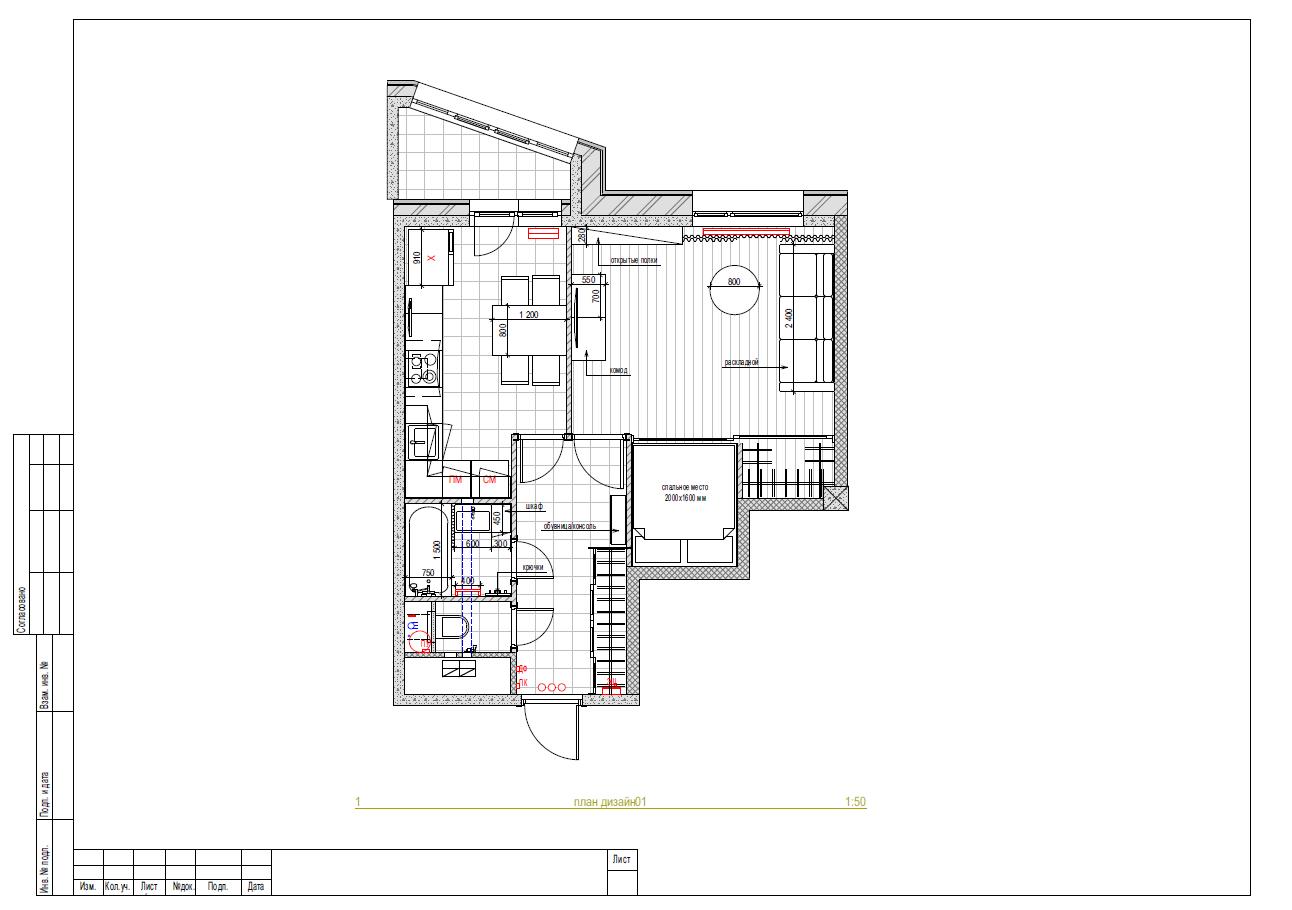 280
открытые полки
910
Х
550
700
800
1 200
800
2 400
комод
раскладной
ПМ
СМ
спальное место
2000х1600 мм
шкаф
450
обувница/консоль
1 500
600
300
750
400
крючки
ДФ
ПК
1
план дизайн01
1:50
Согласовано
Взам. инв. №
Подп. и дата
Инв. № подл.
Лист
Изм.
Кол.уч.
Лист
№док.
Подп.
Дата